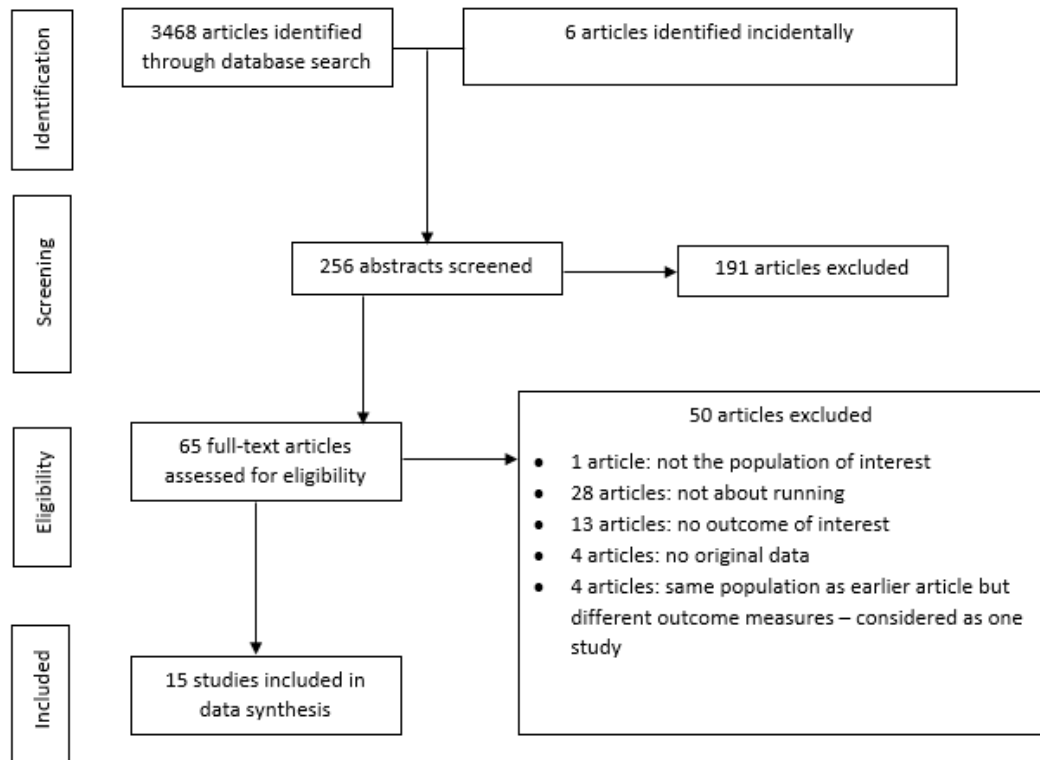 Identification
3468 articles identified
through database search
6 articles identified incidentally
Screening
256 abstracts screened
191 articles excluded
Eligibility
65 full-text articles
assessed for eligibility
50 articles excluded
• 1 article: not the population of interest
• 28 articles: not about running
• 13 articles: no outcome of interest
• 4 articles: no original data
• 4 articles: same population as earlier article but
different outcome measures – considered as one
study
Included
15 studies included in
data synthesis